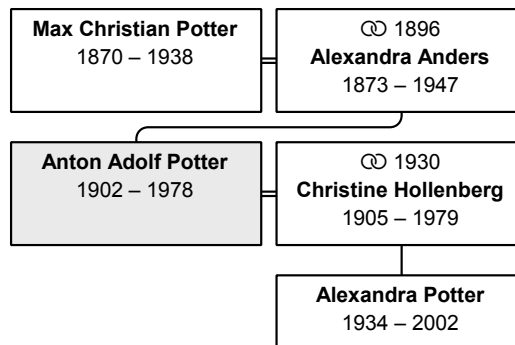 Max Christian Potter
1870 – 1938
⚭ 1896
Alexandra Anders
1873 – 1947
Anton Adolf Potter
1902 – 1978
⚭ 1930
Christine Hollenberg
1905 – 1979
Alexandra Potter
1934 – 2002